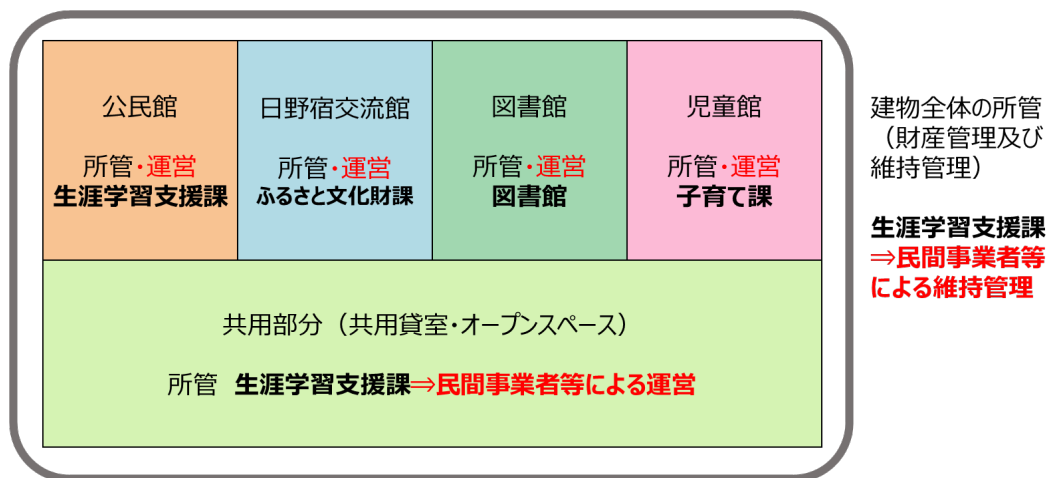 公民館
所管・運営
生涯学習支援課
日野宿交流館
所管・運営
ふるさと文化財課
図書館
所管・運営
図書館
児童館
所管・運営
子育て課
共用部分（共用貸室・オープンスペース）
所管 生涯学習支援課⇒民間事業者等による運営
建物全体の所管
（財産管理及び
維持管理）
生涯学習支援課
⇒民間事業者等
による維持管理